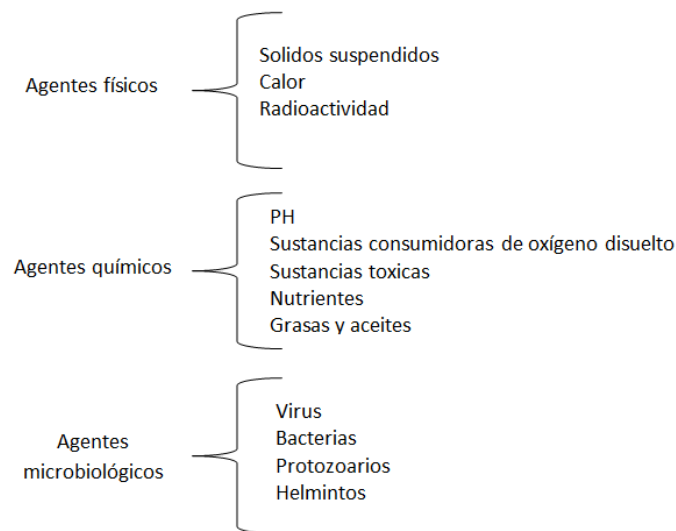 Agentes físicos
Solidos suspendidos
Calor
Radioactividad
Agentes químicos
PH
Sustancias consumidoras de oxígeno disuelto
Sustancias toxicas
Nutrientes
Grasas y aceites
Agentes
microbiológicos
Virus
Bacterias
Protozoarios
Helmintos